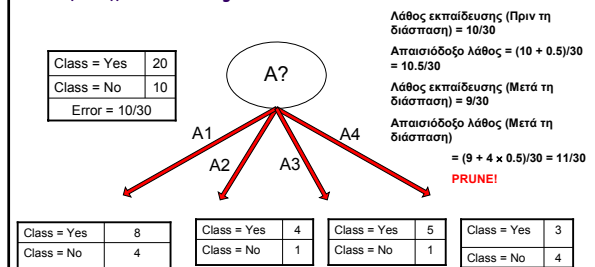 Λάθος εκπαίδευσης (Πριν τη
διάσπαση) = 10/30
Απαισιόδοξο λάθος = (10 + 0.5)/30
= 10.5/30
Λάθος εκπαίδευσης (Μετά τη
διάσπαση) = 9/30
Απαισιόδοξο λάθος (Μετά τη
διάσπαση)
= (9 + 4 x 0.5)/30 = 11/30
PRUNE!
Class = Yes 20
Class = No 10
Error = 10/30
A?
A1
A2
A3
A4
Class = Yes 8
Class = No 4
Class = Yes 4
Class = No 1
Class = Yes 5
Class = No 1
Class = Yes 3
Class = No 4